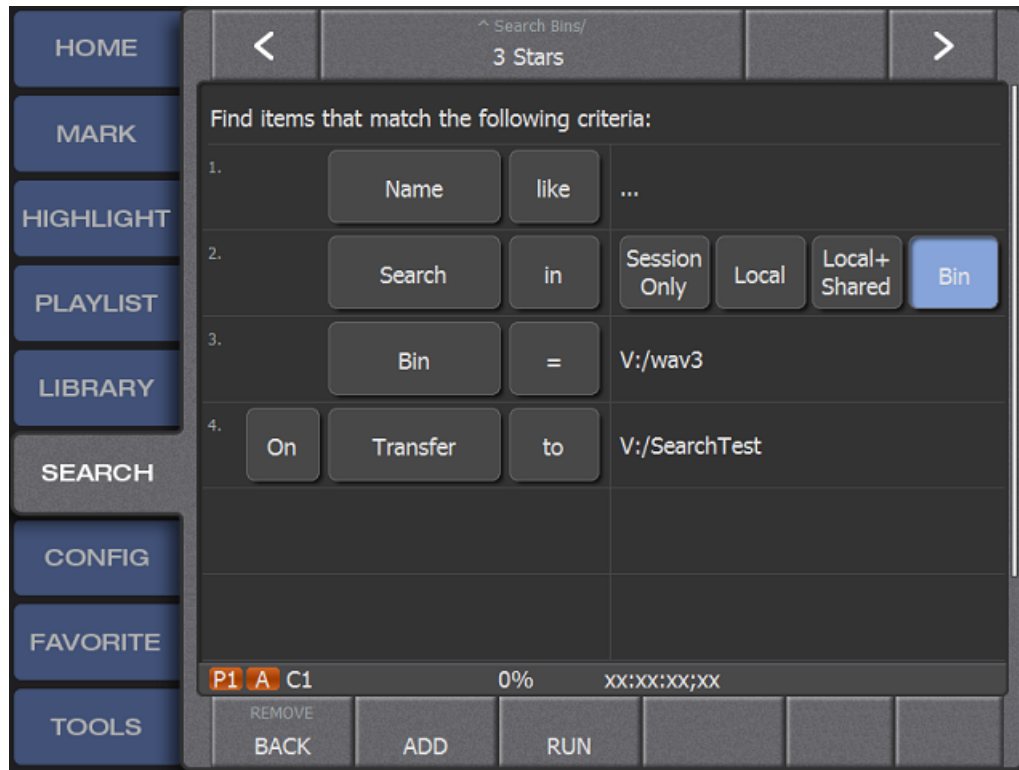 HOME
MARK
HIGHLIGHT
PLAYLIST
LIBRARY
SEARCH
CONFIG
FAVORITE
TOOLS
<
^ Search Bins/
3 Stars
>
Find items that match the following criteria:
1. Name like ...
2. Search in Session Only Local Local+ Shared Bin
3. Bin = V:/wav3
4. On Transfer to V:/SearchTest
P1 A C1 0% xx:xx:xx;xx
REMOVE
BACK ADD RUN